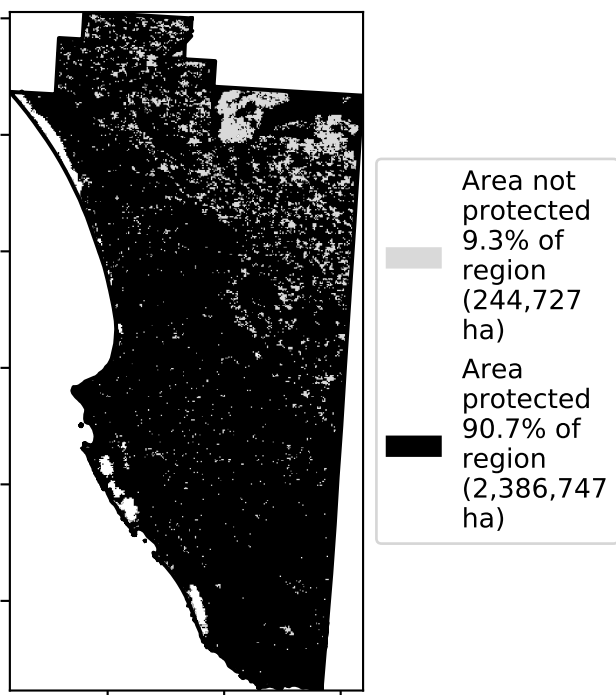 Area not
protected
9.3% of
region
(244,727
ha)
Area
protected
90.7% of
region
(2,386,747
ha)